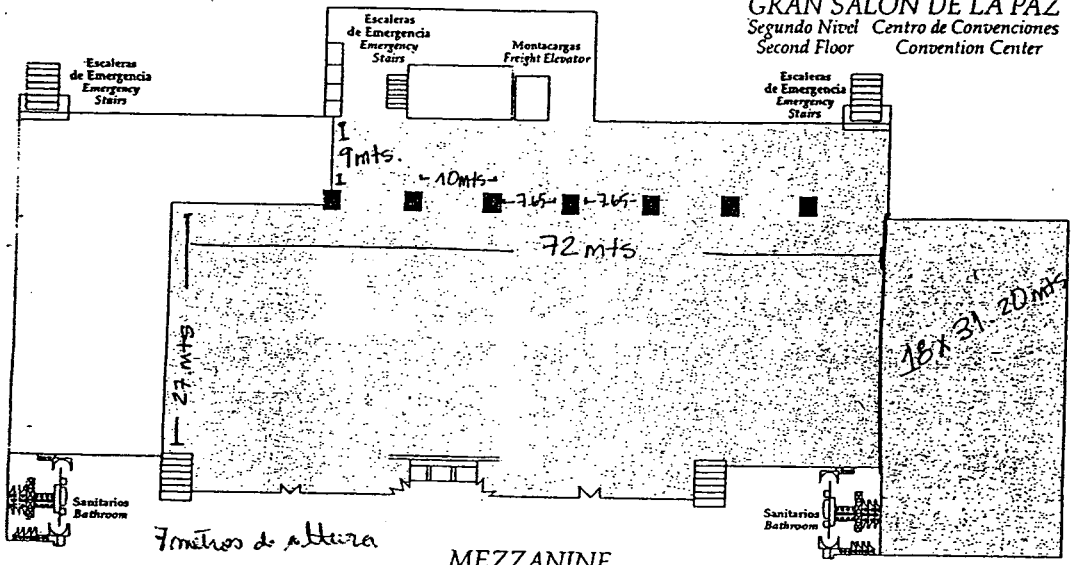 GRAN SALON DE LA PAZ
Segundo Nivel Centro de Convenciones
Second Floor Convention Center
Escaleras
de Emergencia
Emergency
Stairs
Escaleras
de Emergencia
Emergency
Stairs
Montacargas
Freight Elevator
Escaleras
de Emergencia
Emergency
Stairs
9mts.
10mts
7.65
7.65
72 mts
27 mts
18 x 31 20 mts
Sanitarios
Bathroom
Sanitarios
Bathroom
7 metros de altura
MEZZANINE